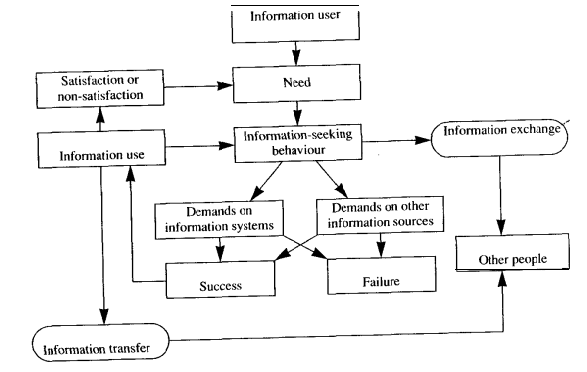 Information user
Satisfaction or
non-satisfaction
Need
Information use
Information-seeking
behaviour
Information exchange
Demands on
information systems
Demands on other
information sources
Other people
Success
Failure
Information transfer